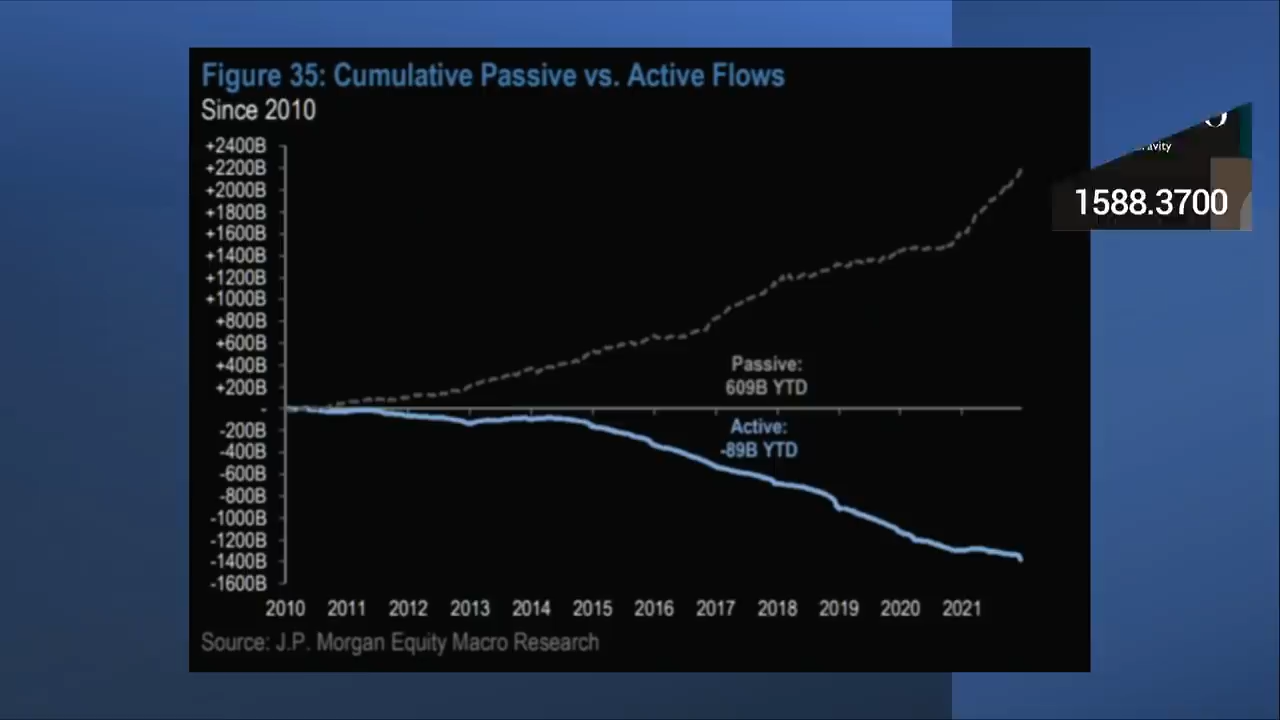 Figure 35: Cumulative Passive vs. Active Flows
Since 2010
+2400B
+2200B
+2000B
+1800B
+1600B
+1400B
+1200B
+1000B
+800B
+600B
+400B
+200B
-
-200B
-400B
-600B
-800B
-1000B
-1200B
-1400B
-1600B
Passive:
609B YTD
Active:
-89B YTD
2010 2011 2012 2013 2014 2015 2016 2017 2018 2019 2020 2021
Source: J.P. Morgan Equity Macro Research
1588.3700